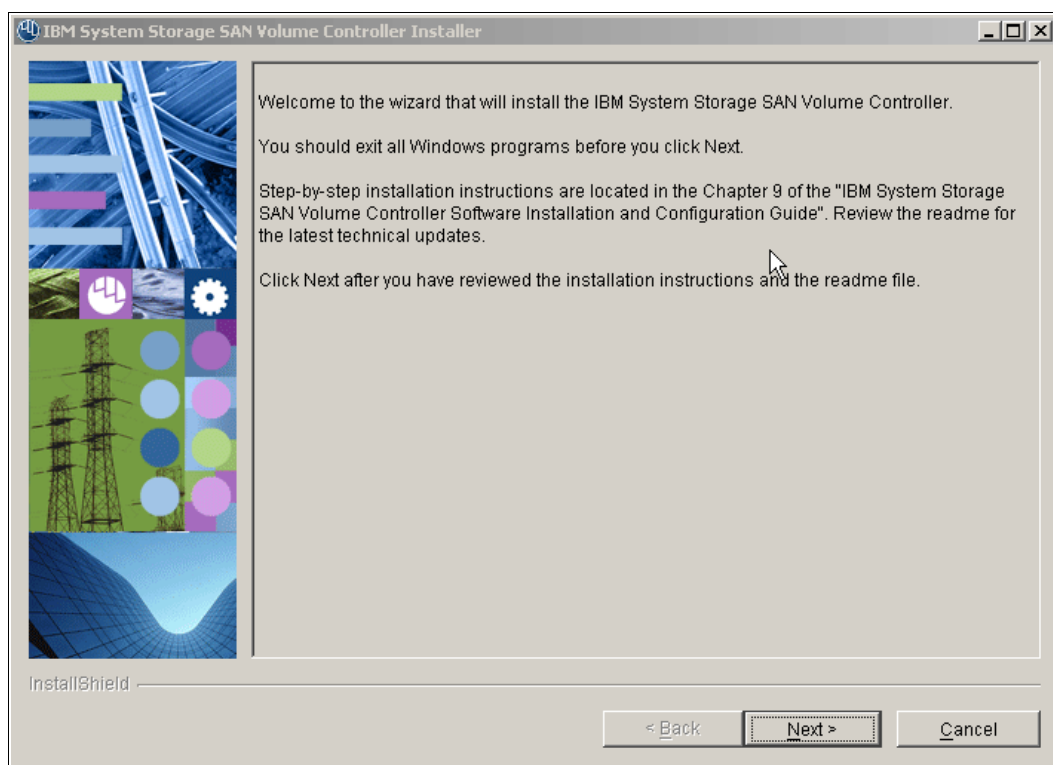 IBM System Storage SAN Volume Controller Installer
Welcome to the wizard that will install the IBM System Storage SAN Volume Controller.
You should exit all Windows programs before you click Next.
Step-by-step installation instructions are located in the Chapter 9 of the "IBM System Storage
SAN Volume Controller Software Installation and Configuration Guide". Review the readme for
the latest technical updates.
Click Next after you have reviewed the installation instructions and the readme file.
InstallShield
< Back
Next >
Cancel